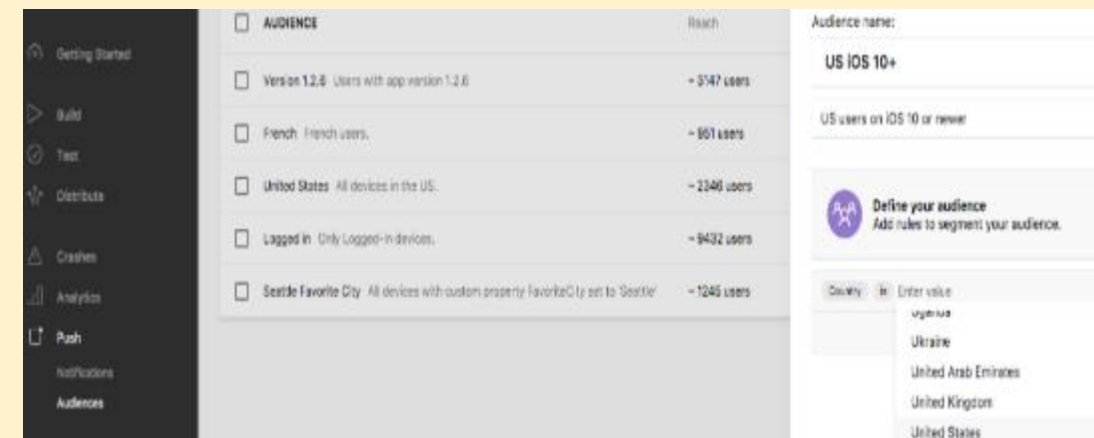 Getting Started
Build
Test
Distribute
Crashes
Analytics
Push
Notifications
Audiences
AUDIENCE Reach
Version 1.2.6 Users with app version 1.2.6 ~ 3147 users
French French users. ~ 951 users
United States All devices in the US. ~ 2346 users
Logged in Only Logged-in devices. ~ 9432 users
Seattle Favorite City All devices with custom property FavoriteCity set to 'Seattle' ~ 1245 users
Audience name:
US iOS 10+
US users on iOS 10 or newer
Define your audience
Add rules to segment your audience.
Country in Enter value
Uganda
Ukraine
United Arab Emirates
United Kingdom
United States